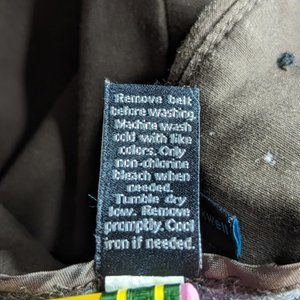 Remove belt
before washing.
Machine wash
cold with like
colors. Only
non-chlorine
bleach when
needed.
Tumble dry
low. Remove
promptly. Cool
iron if needed.